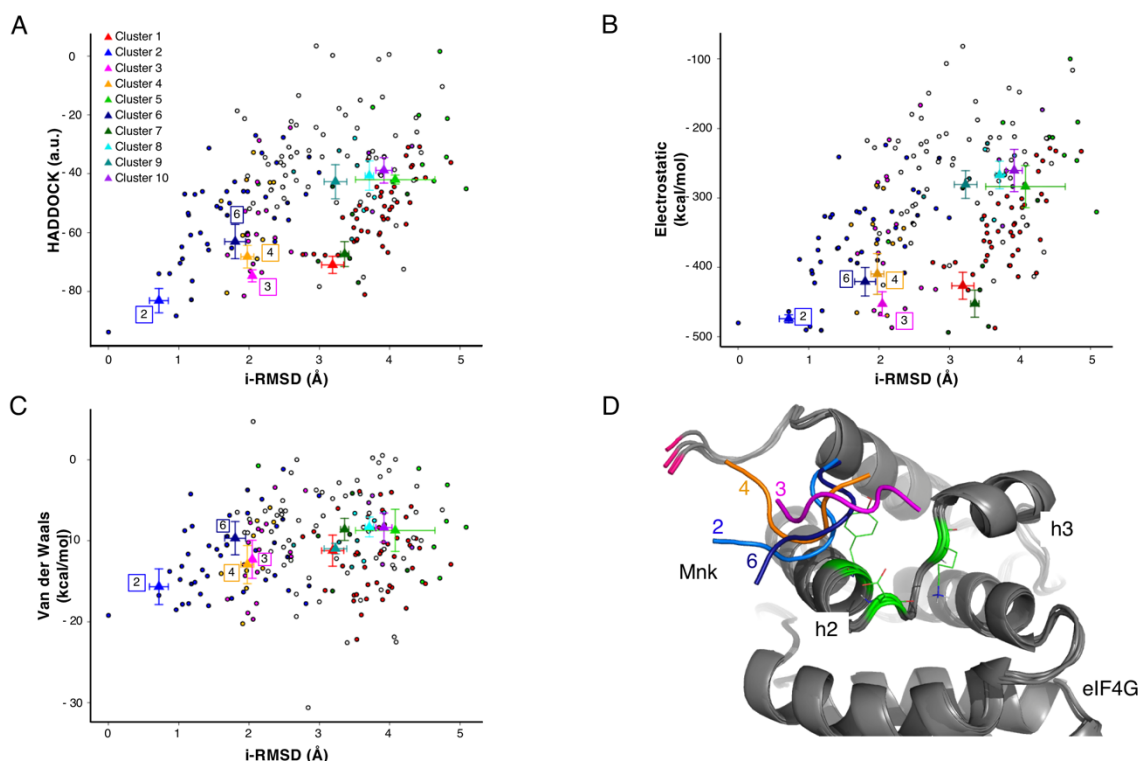 A
Cluster 1
Cluster 2
Cluster 3
Cluster 4
Cluster 5
Cluster 6
Cluster 7
Cluster 8
Cluster 9
Cluster 10
HADDOCK (a.u.)
0
- 20
- 40
- 60
- 80
6
4
3
2
0
1
2
3
4
5
i-RMSD (Å)
B
Electrostatic
(kcal/mol)
-100
- 200
- 300
- 400
- 500
6
4
2
3
0
1
2
3
4
5
i-RMSD (Å)
C
Van der Waals
(kcal/mol)
0
- 10
- 20
- 30
6
3
4
2
0
1
2
3
4
5
i-RMSD (Å)
D
4
3
2
6
Mnk
h3
h2
eIF4G